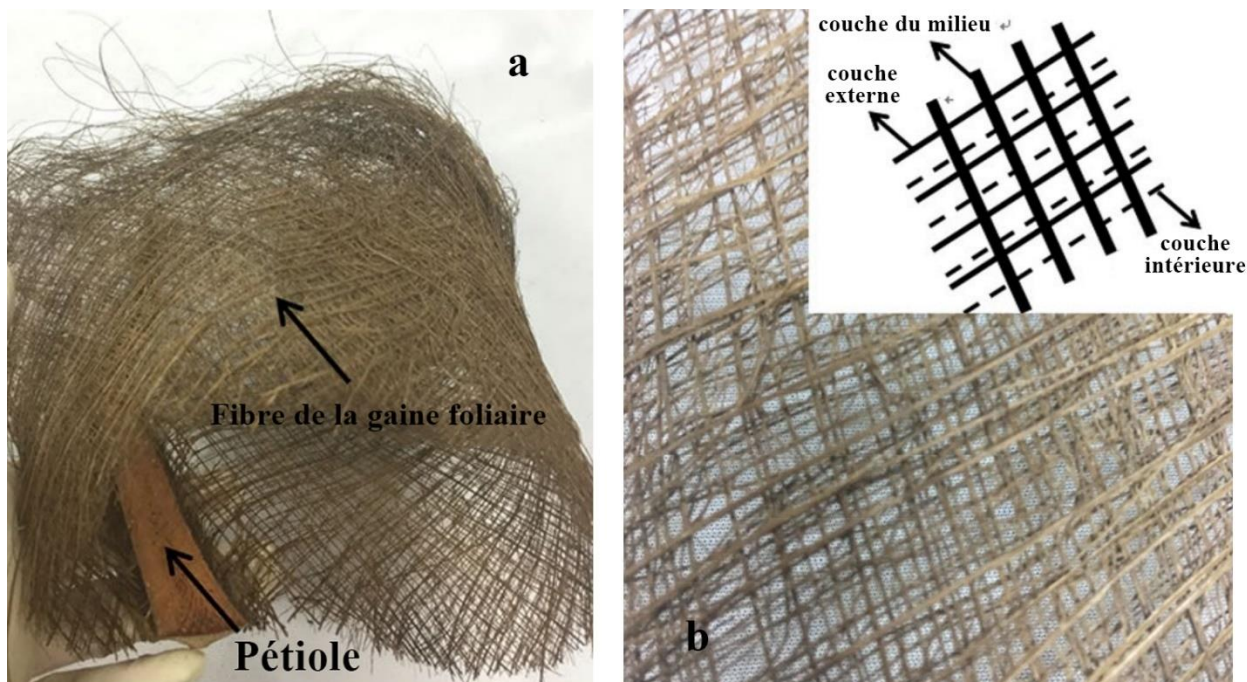 a
Fibre de la gaine foliaire
Pétiole
couche du milieu
couche
externe
couche
intérieure
b